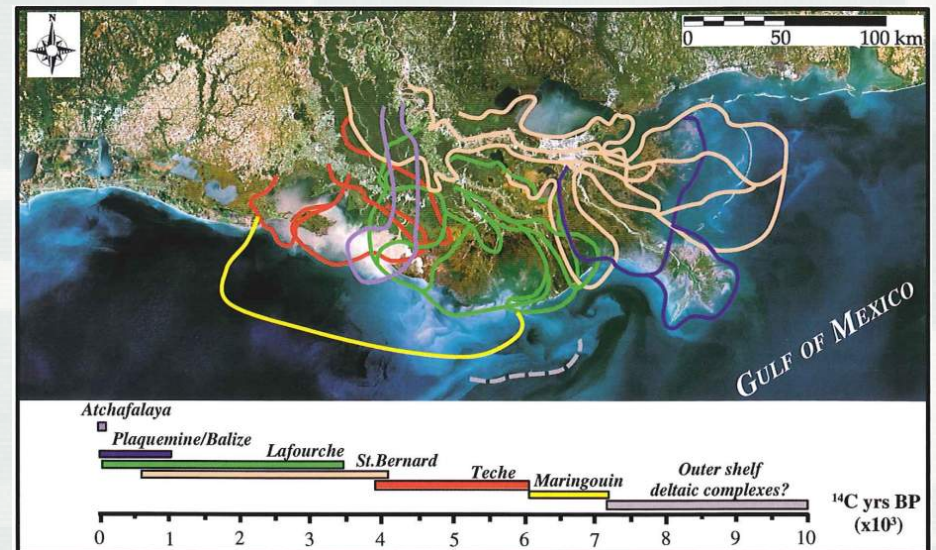 N
0 50 100 km
GULF OF MEXICO
Atchafalaya
Plaquemine/Balize
Lafourche
St.Bernard
Teche
Maringouin
Outer shelf
deltaic complexes?
14C yrs BP
(x10³)
0 1 2 3 4 5 6 7 8 9 10